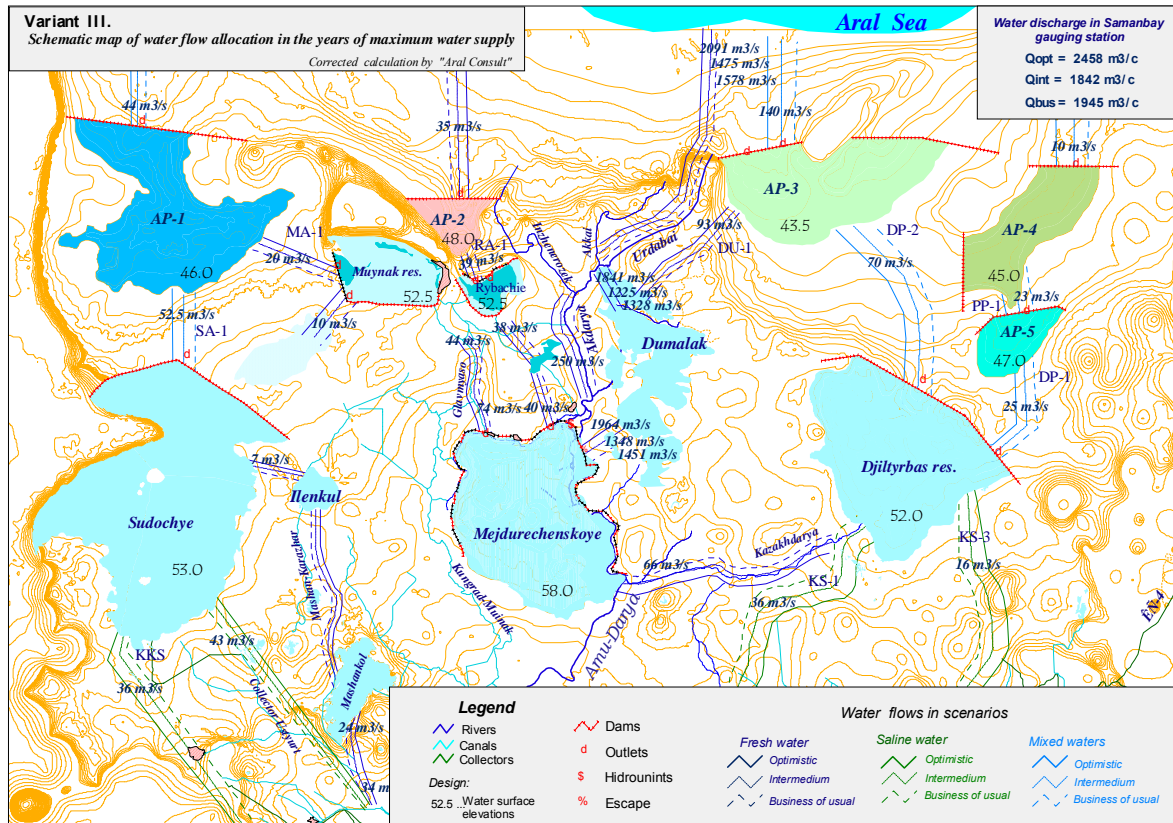 Variant III.
Schematic map of water flow allocation in the years of maximum water supply
Corrected calculation by "Aral Consult"
Aral Sea
Water discharge in Samanbay
gauging station
Qopt = 2458 m3/c
Qint = 1842 m3/c
Qbus = 1945 m3/c
2091 m3/s
1475 m3/s
1578 m3/s
44 m3/s
35 m3/s
140 m3/s
10 m3/s
d
d
d
d
d
AP-1
46.0
MA-1
20 m3/s
AP-2
48.0
RA-1
39 m3/s
Muynak res.
52.5
d
d
Rybachie
52.5
d
d
Inzhenerozik
Akkai
Urdabai
93 m3/s
DU-1
AP-3
43.5
DP-2
70 m3/s
AP-4
45.0
PP-1
23 m3/s
d
AP-5
47.0
DP-1
25 m3/s
52.5 m3/s
SA-1
d
10 m3/s
38 m3/s
44 m3/s
Glavmyaso
74 m3/s
40 m3/s
250 m3/s
Akdarya
1841 m3/s
1225 m3/s
1328 m3/s
Dumalak
1964 m3/s
1348 m3/s
1451 m3/s
d
d
d
d
Djiltyrbas res.
52.0
7 m3/s
Ilenkul
Sudochye
53.0
Mejdurechenskoye
58.0
Mashan-Karazhar
Kungrad-Muinak
66 m3/s
Kazakhdarya
KS-1
36 m3/s
KS-3
16 m3/s
ÊN-4
Amu-Darya
KKS
36 m3/s
43 m3/s
Collector Ustyurt
Mashankol
24 m3/s
34 m
Legend
Rivers
Canals
Collectors
Design:
52.5 ... Water surface
elevations
Dams
d Outlets
$ Hidrounints
% Escape
Water flows in scenarios
Fresh water
Optimistic
Intermedium
Business of usual
Saline water
Optimistic
Intermedium
Business of usual
Mixed waters
Optimistic
Intermedium
Business of usual